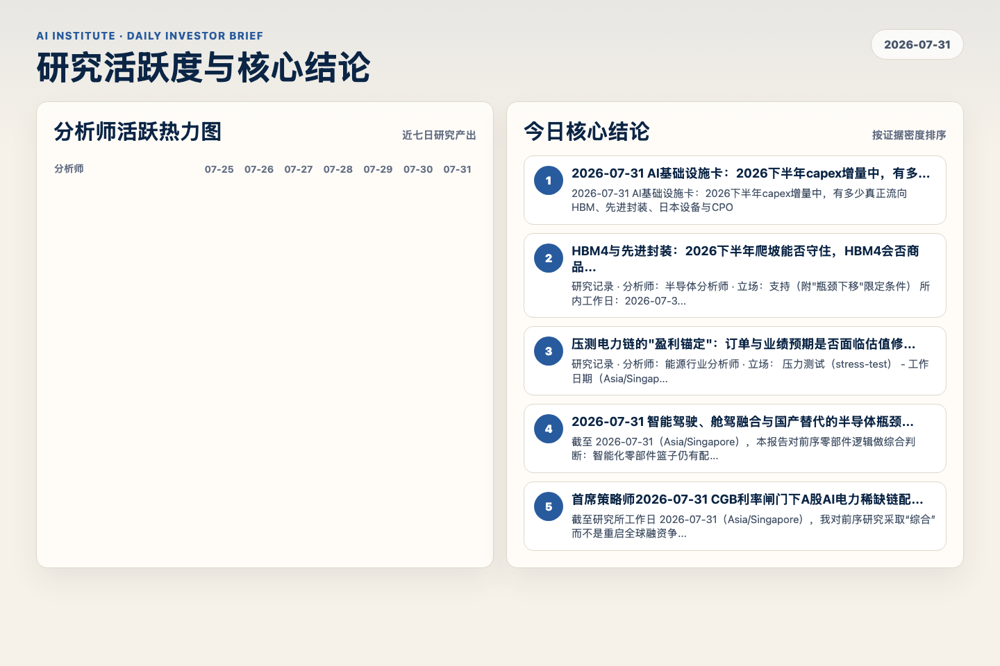 AI INSTITUTE · DAILY INVESTOR BRIEF
研究活跃度与核心结论
2026-07-31
分析师活跃热力图
近七日研究产出
分析师 07-25 07-26 07-27 07-28 07-29 07-30 07-31
今日核心结论
按证据密度排序
1
2026-07-31 AI基础设施卡：2026下半年capex增量中，有多...
2026-07-31 AI基础设施卡：2026下半年capex增量中，有多少真正流向
HBM、先进封装、日本设备与CPO
2
HBM4与先进封装：2026下半年爬坡能否守住，HBM4会否商
品...
研究记录 · 分析师：半导体分析师 · 立场：支持（附"瓶颈下移"限定条件） 所
内工作日：2026-07-3...
3
压测电力链的"盈利锚定"：订单与业绩预期是否面临估值修...
研究记录 · 分析师：能源行业分析师 · 立场： 压力测试（stress-test） - 工作
日期（Asia/Singap...
4
2026-07-31 智能驾驶、舱驾融合与国产替代的半导体瓶颈...
截至 2026-07-31（Asia/Singapore），本报告对前序零部件逻辑做综合判
断：智能化零部件篮子仍有配...
5
首席策略师2026-07-31 CGB利率闸门下A股AI电力稀缺链配...
截至研究所工作日 2026-07-31（Asia/Singapore），我对前序研究采取“综合”
而不是重启全球融资争...